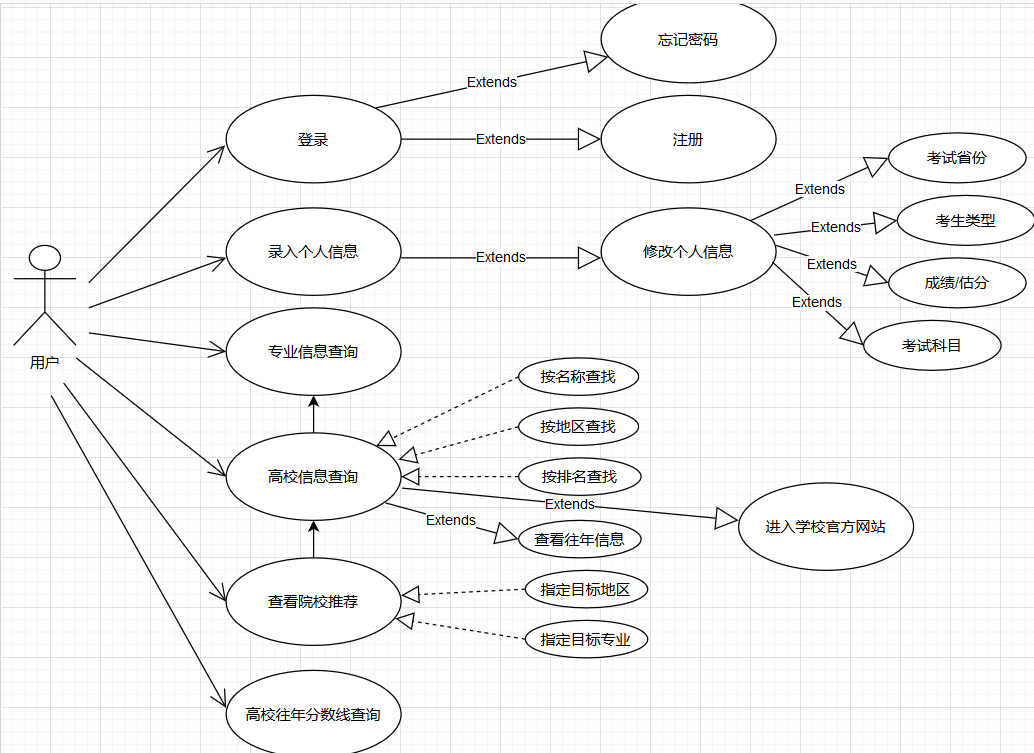 忘记密码
Extends
登录
Extends
注册
考试省份
Extends
考生类型
Extends
录入个人信息
Extends
修改个人信息
Extends
成绩/估分
Extends
考试科目
用户
专业信息查询
按名称查找
按地区查找
高校信息查询
按排名查找
Extends
Extends
进入学校官方网站
查看往年信息
指定目标地区
查看院校推荐
指定目标专业
高校往年分数线查询